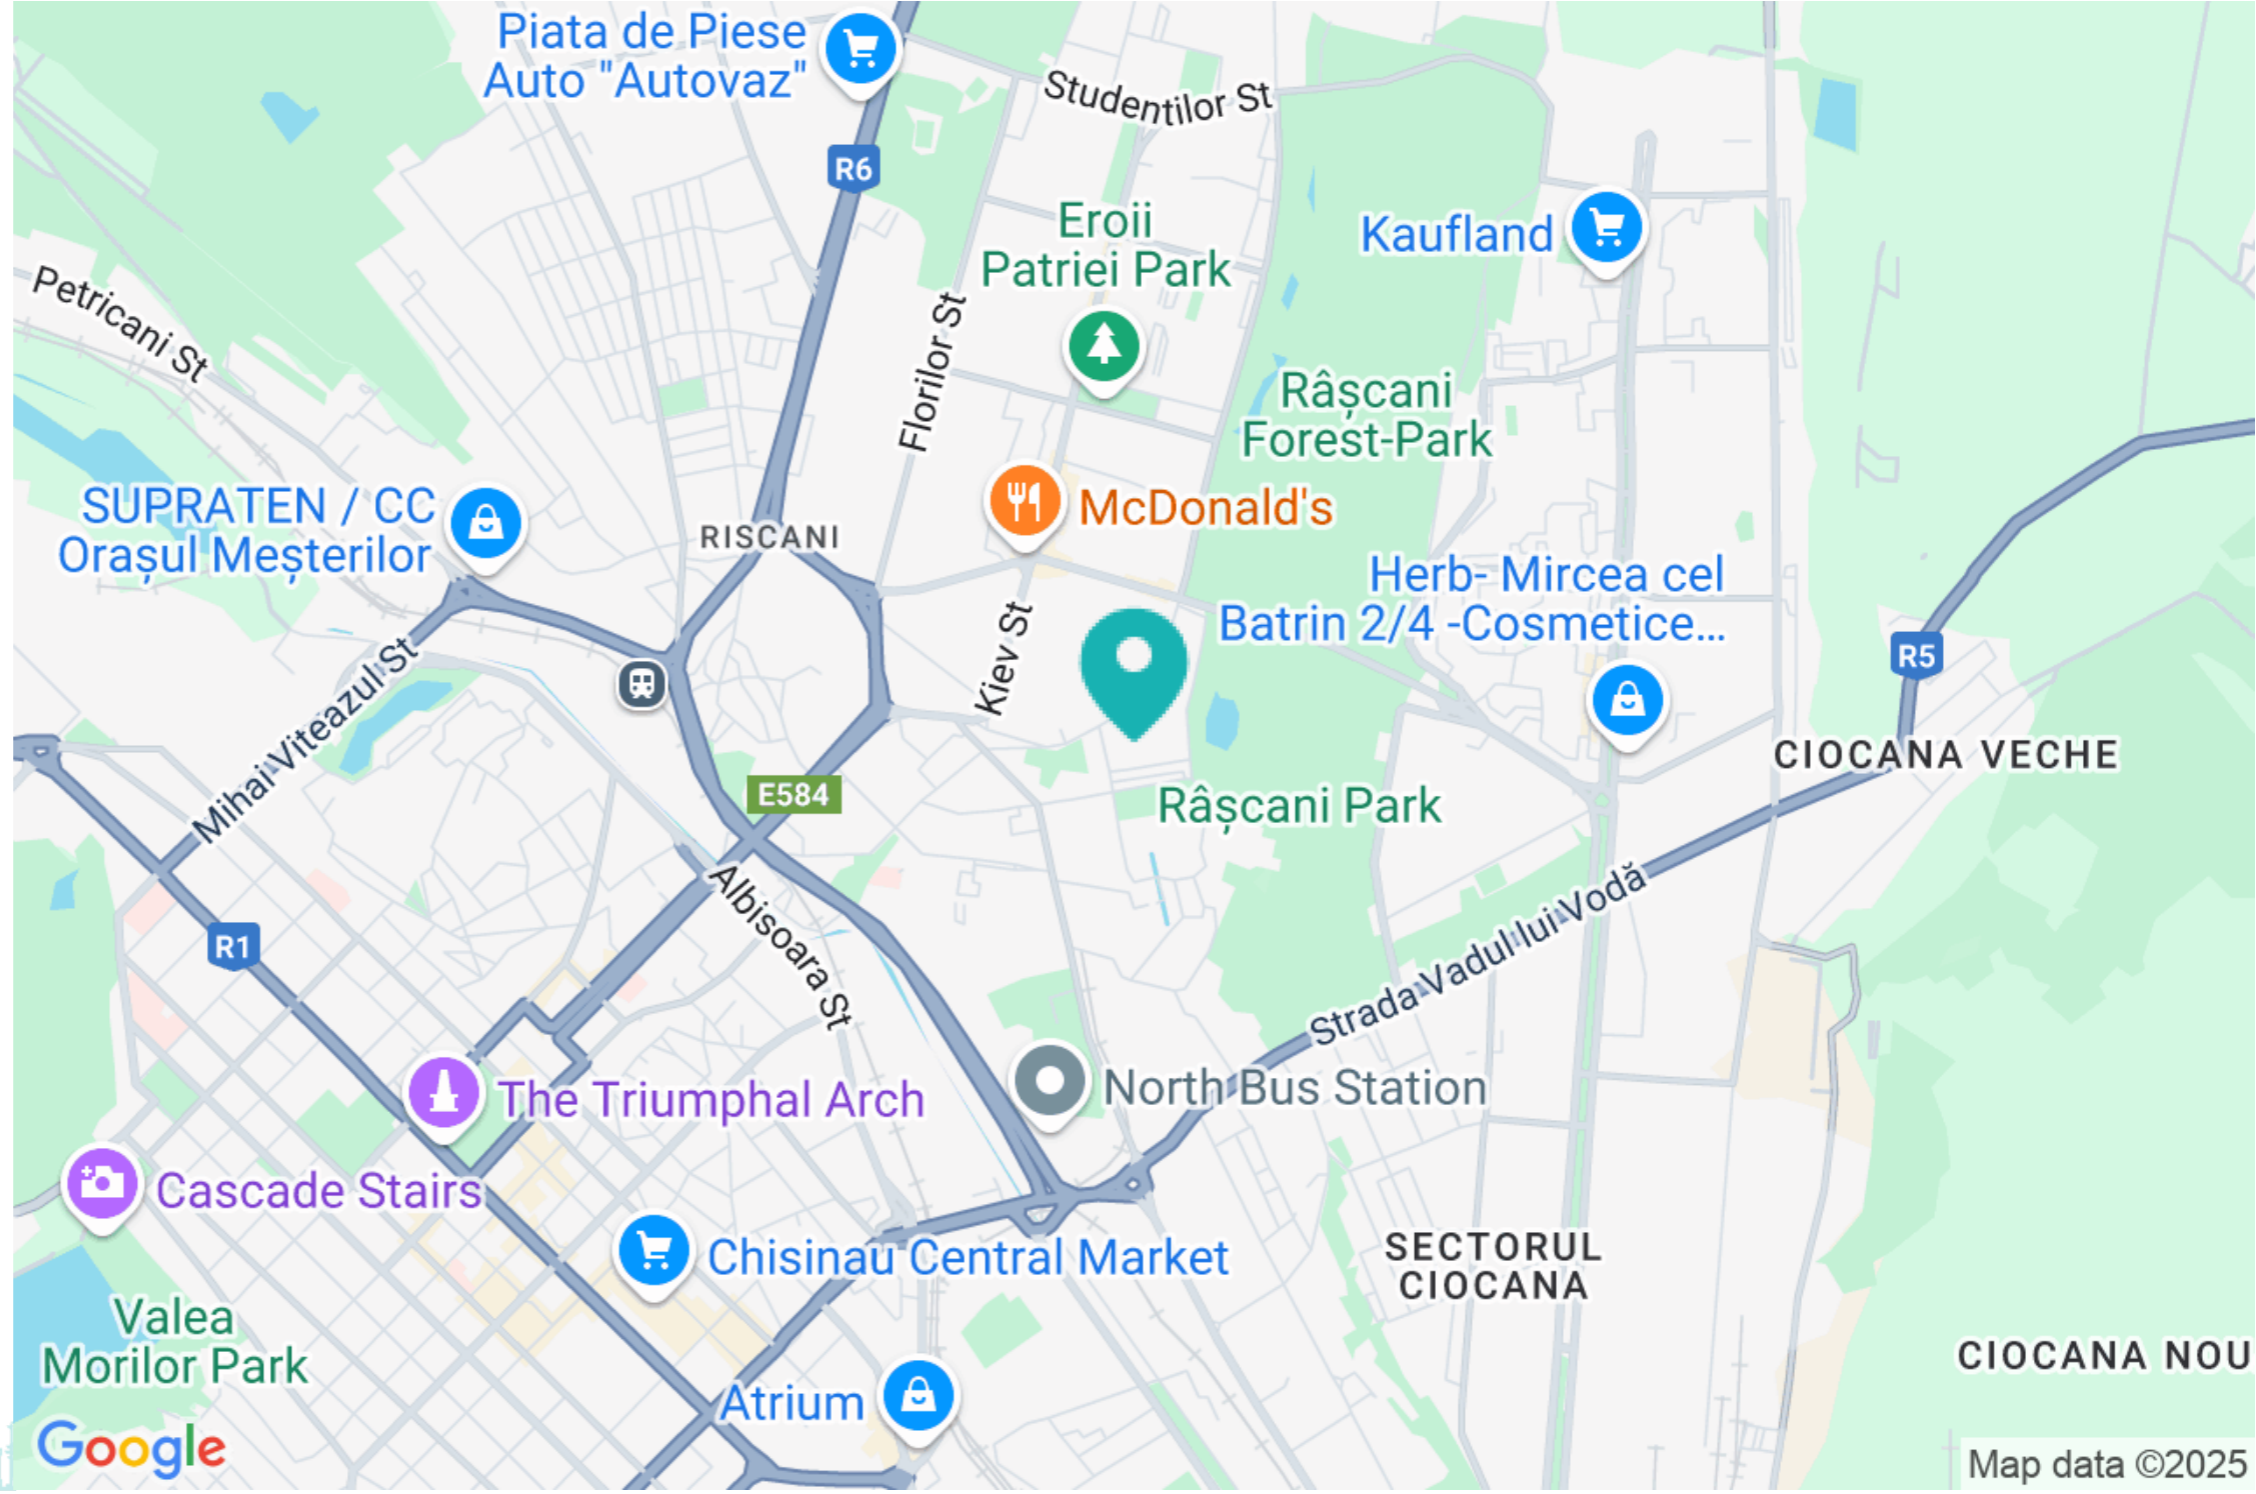 Piata de Piese
Auto "Autovaz"
Studentilor St
R6
Eroii
Patriei Park
Kaufland
Petricani St
Florilor St
Râșcani
Forest-Park
SUPRATEN / CC
Orașul Meșterilor
McDonald's
RISCANI
Herb- Mircea cel
Batrin 2/4 -Cosmetice...
Kiev St
R5
Mihai Viteazul St
CIOCANA VECHE
E584
Râșcani Park
Albisoara St
Strada Vadul lui Vodă
R1
The Triumphal Arch
North Bus Station
Cascade Stairs
Chisinau Central Market
SECTORUL
CIOCANA
Valea
Morilor Park
CIOCANA NOU
Atrium
Google
Map data ©2025